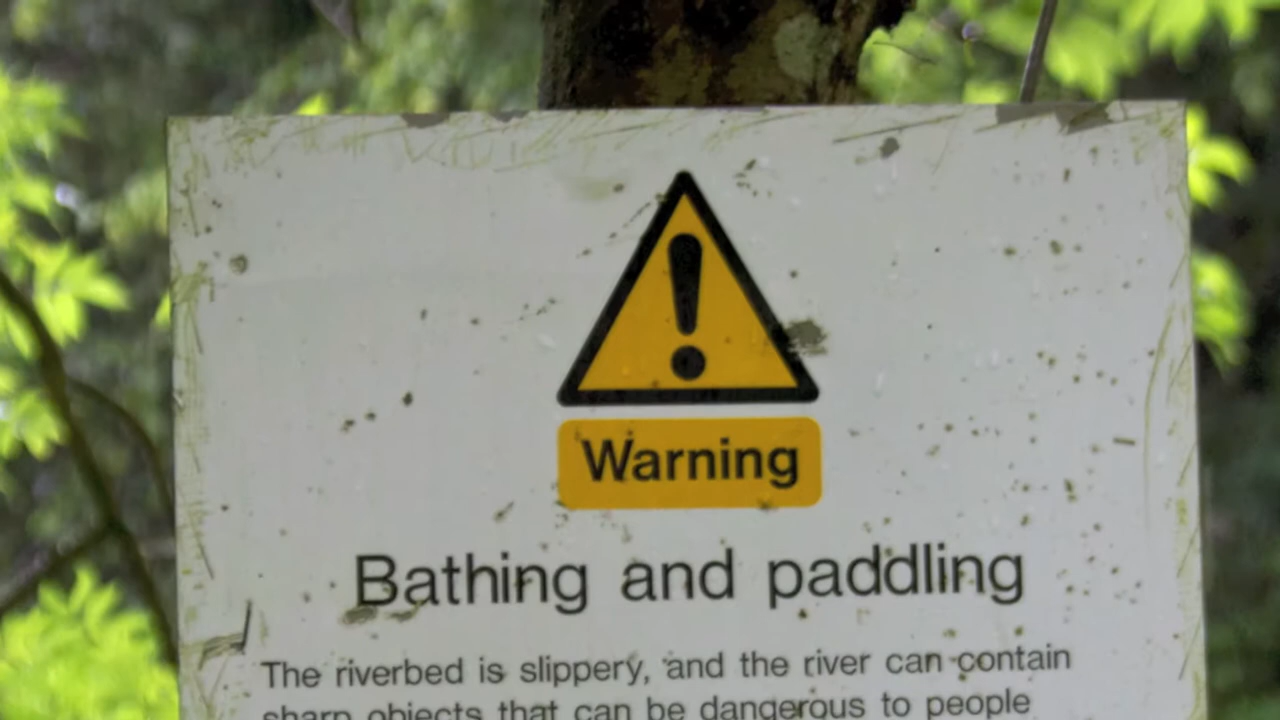 Warning
Bathing and paddling
The riverbed is slippery, and the river can contain
sharp objects that can be dangerous to people